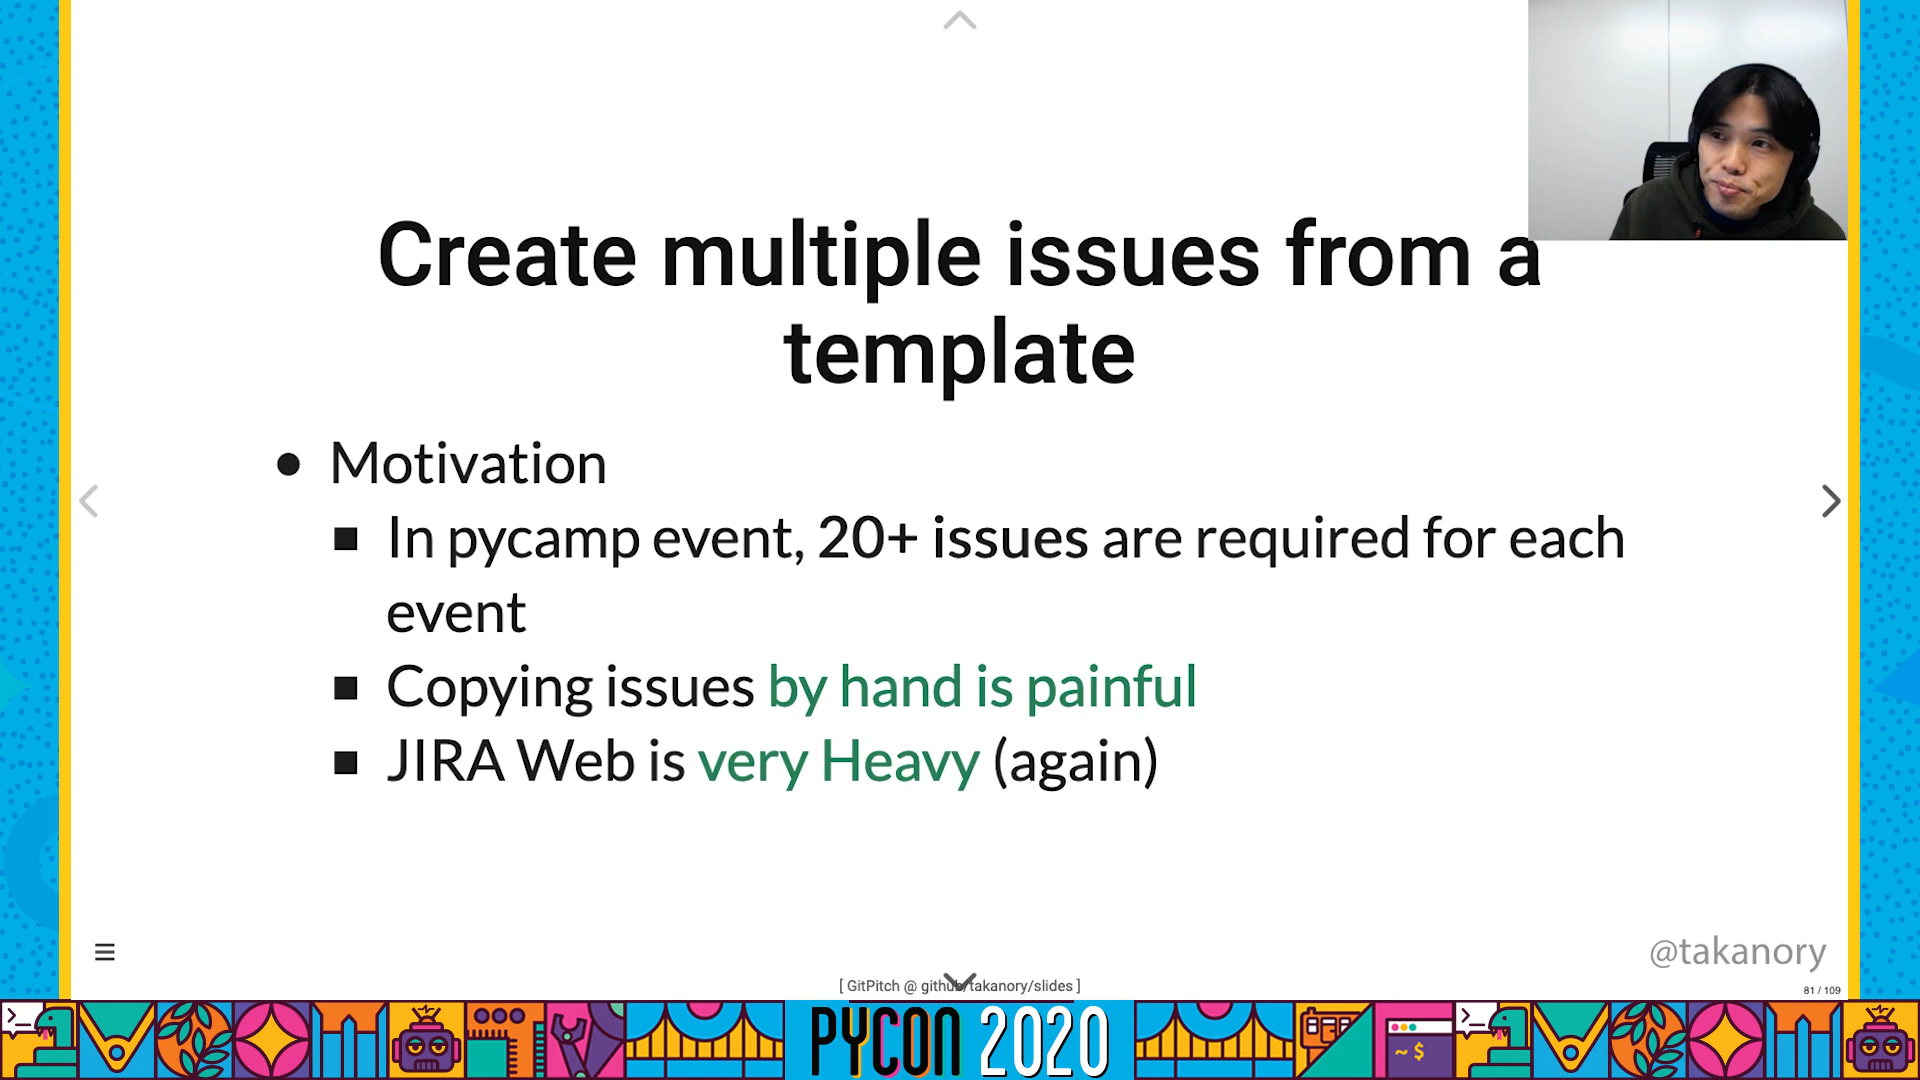 Create multiple issues from a
template
Motivation
In pycamp event, 20+ issues are required for each
event
Copying issues by hand is painful
JIRA Web is very Heavy (again)
@takanory
[ GitPitch @ github/takanory/slides ]
81 / 109
PYCON 2020
~ $